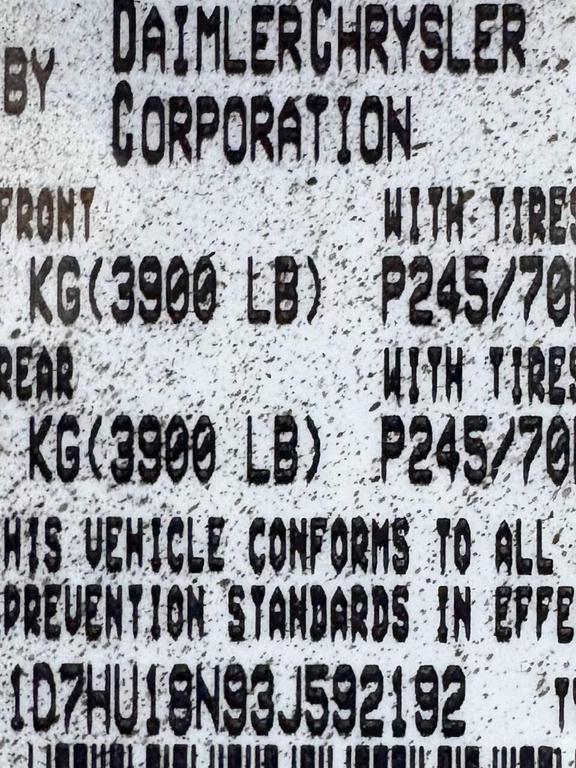 BY DAIMLERCHRYSLER
CORPORATION
FRONT WITH TIRES
KG(3900 LB) P245/70
REAR WITH TIRES
KG(3900 LB) P245/70
HIS VEHICLE CONFORMS TO ALL
PREVENTION STANDARDS IN EFFE
1D7HU18N93J592192 TY